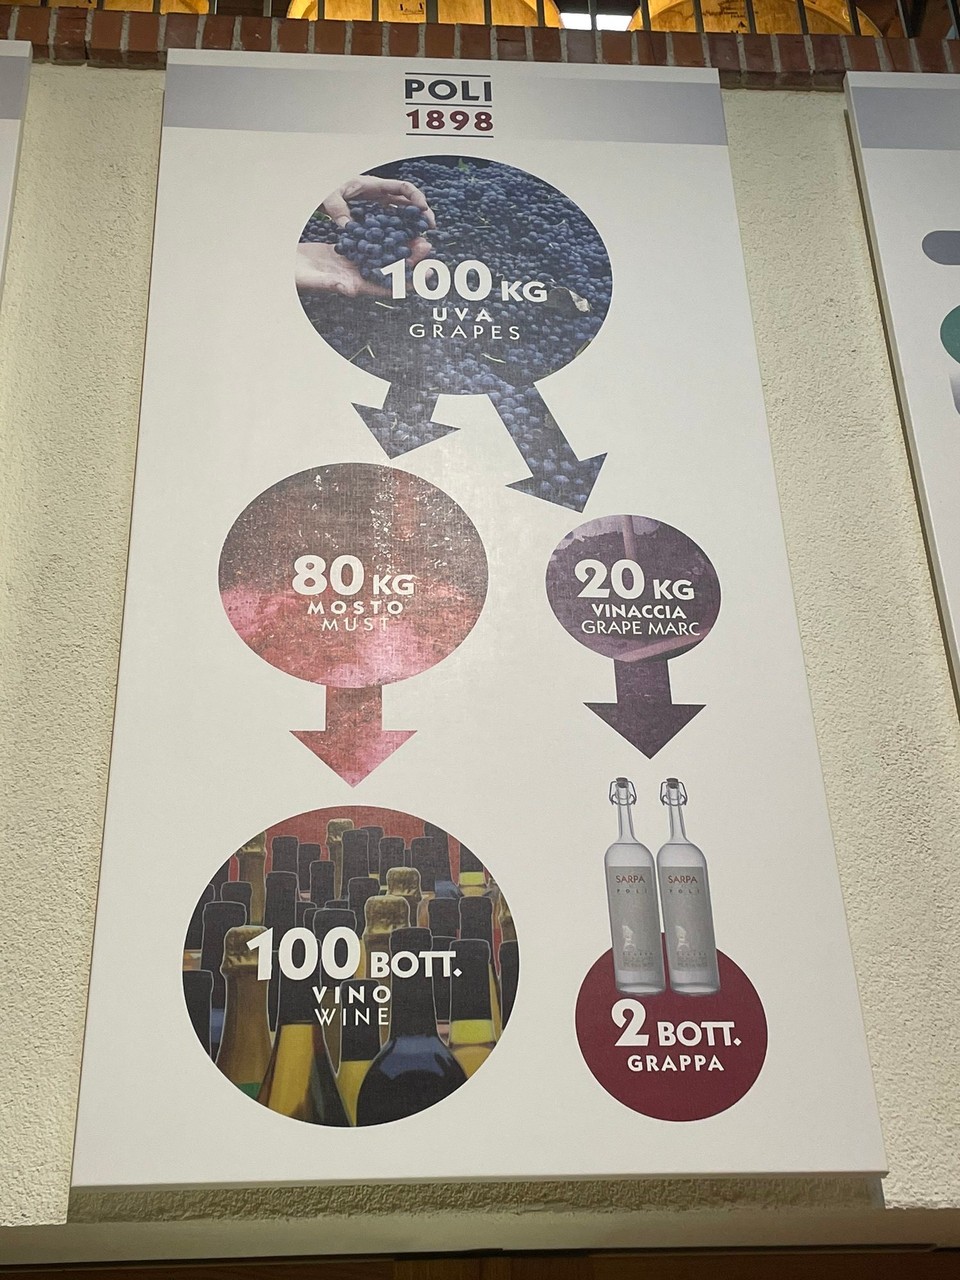 POLI
1898
100 KG
UVA
GRAPES
80 KG
MOSTO
MUST
20 KG
VINACCIA
GRAPE MARC
100 BOTT.
VINO
WINE
SARPA
POLI
SARPA
POLI
2 BOTT.
GRAPPA